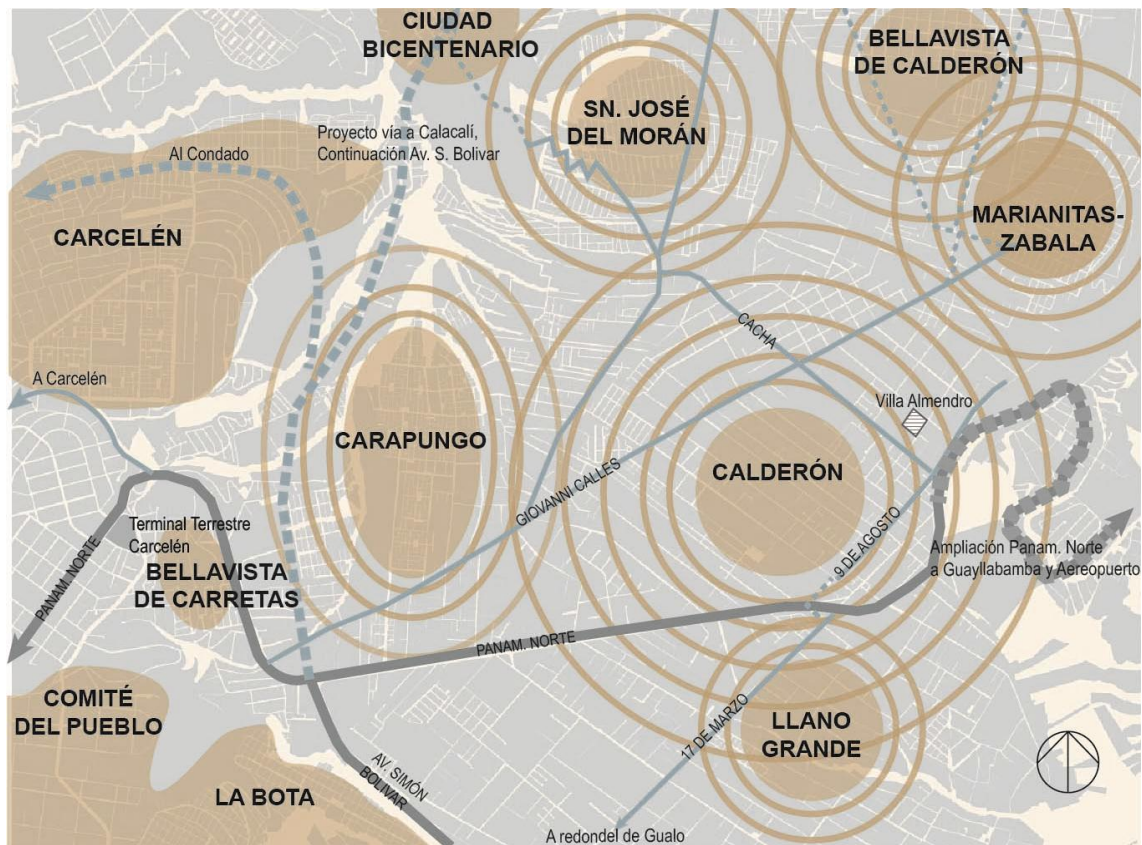 CIUDAD
BICENTENARIO
BELLAVISTA
DE CALDERÓN
SN. JOSÉ
DEL MORÁN
Proyecto vía a Calacalí,
Continuación Av. S. Bolivar
Al Condado
CARCELÉN
MARIANITAS-
ZABALA
CACHA
A Carcelén
Villa Almendro
CARAPUNGO
CALDERÓN
GIOVANNI CALLES
9 DE AGOSTO
Terminal Terrestre
Carcelén
BELLAVISTA
DE CARRETAS
PANAM. NORTE
Ampliación Panam. Norte
a Guayllabamba y Aereopuerto
PANAM. NORTE
COMITÉ
DEL PUEBLO
17 DE MARZO
LLANO
GRANDE
AV. SIMÓN
BOLIVAR
LA BOTA
A redondel de Gualo